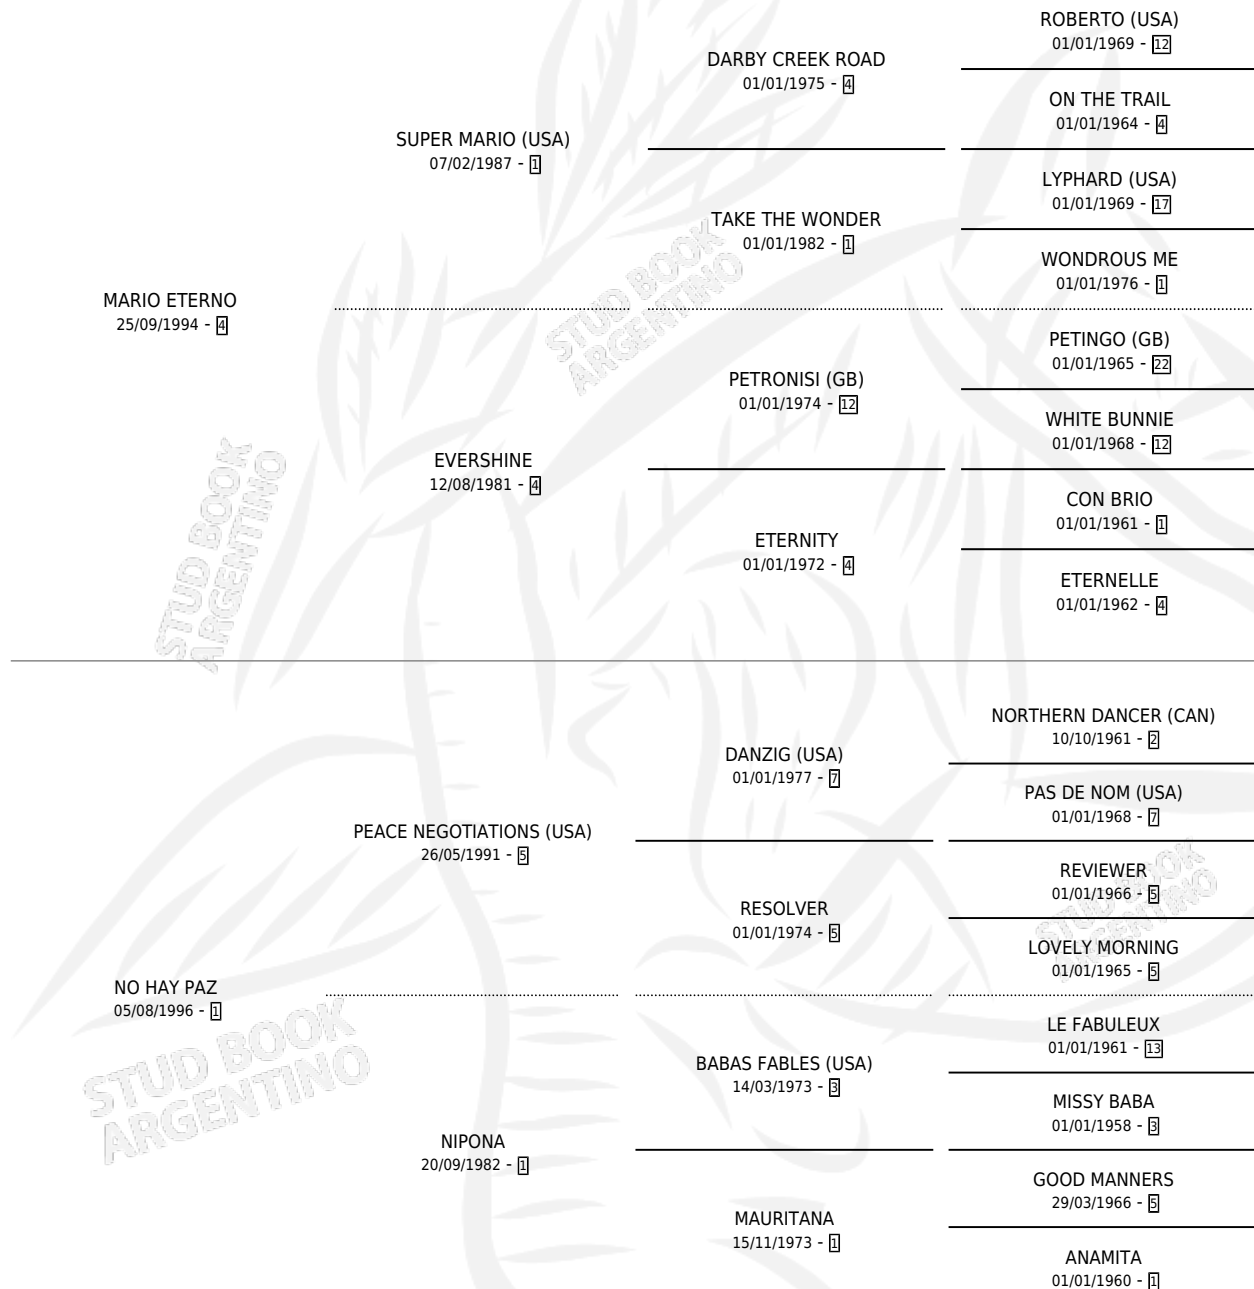 ROBERTO (USA)
01/01/1969 - 12
DARBY CREEK ROAD
01/01/1975 - 4
ON THE TRAIL
01/01/1964 - 4
SUPER MARIO (USA)
07/02/1987 - 1
LYPHARD (USA)
01/01/1969 - 17
TAKE THE WONDER
01/01/1982 - 1
WONDROUS ME
01/01/1976 - 1
MARIO ETERNO
25/09/1994 - 4
PETINGO (GB)
01/01/1965 - 22
PETRONISI (GB)
01/01/1974 - 12
WHITE BUNNIE
01/01/1968 - 12
EVERSHINE
12/08/1981 - 4
CON BRIO
01/01/1961 - 1
ETERNITY
01/01/1972 - 4
ETERNELLE
01/01/1962 - 4
NORTHERN DANCER (CAN)
10/10/1961 - 2
DANZIG (USA)
01/01/1977 - 7
PAS DE NOM (USA)
01/01/1968 - 7
PEACE NEGOTIATIONS (USA)
26/05/1991 - 5
REVIEWER
01/01/1966 - 5
RESOLVER
01/01/1974 - 5
LOVELY MORNING
01/01/1965 - 5
NO HAY PAZ
05/08/1996 - 1
LE FABULEUX
01/01/1961 - 13
BABAS FABLES (USA)
14/03/1973 - 3
MISSY BABA
01/01/1958 - 3
NIPONA
20/09/1982 - 1
GOOD MANNERS
29/03/1966 - 5
MAURITANA
15/11/1973 - 1
ANAMITA
01/01/1960 - 1
STUD BOOK
ARGENTINO
STUD BOOK
ARGENTINO
STUD BOOK
ARGENTINO
STUD BOOK
ARGENTINO